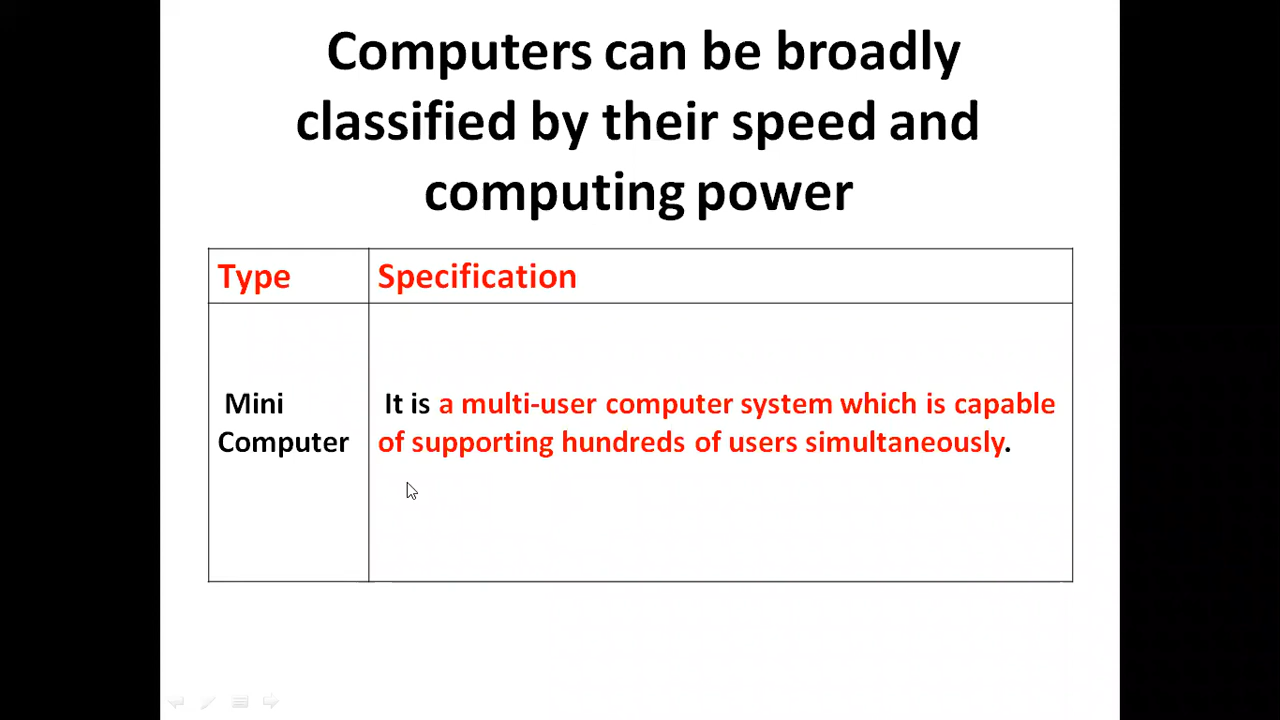 Computers can be broadly
classified by their speed and
computing power
Type
Specification
Mini
Computer
It is a multi-user computer system which is capable
of supporting hundreds of users simultaneously.